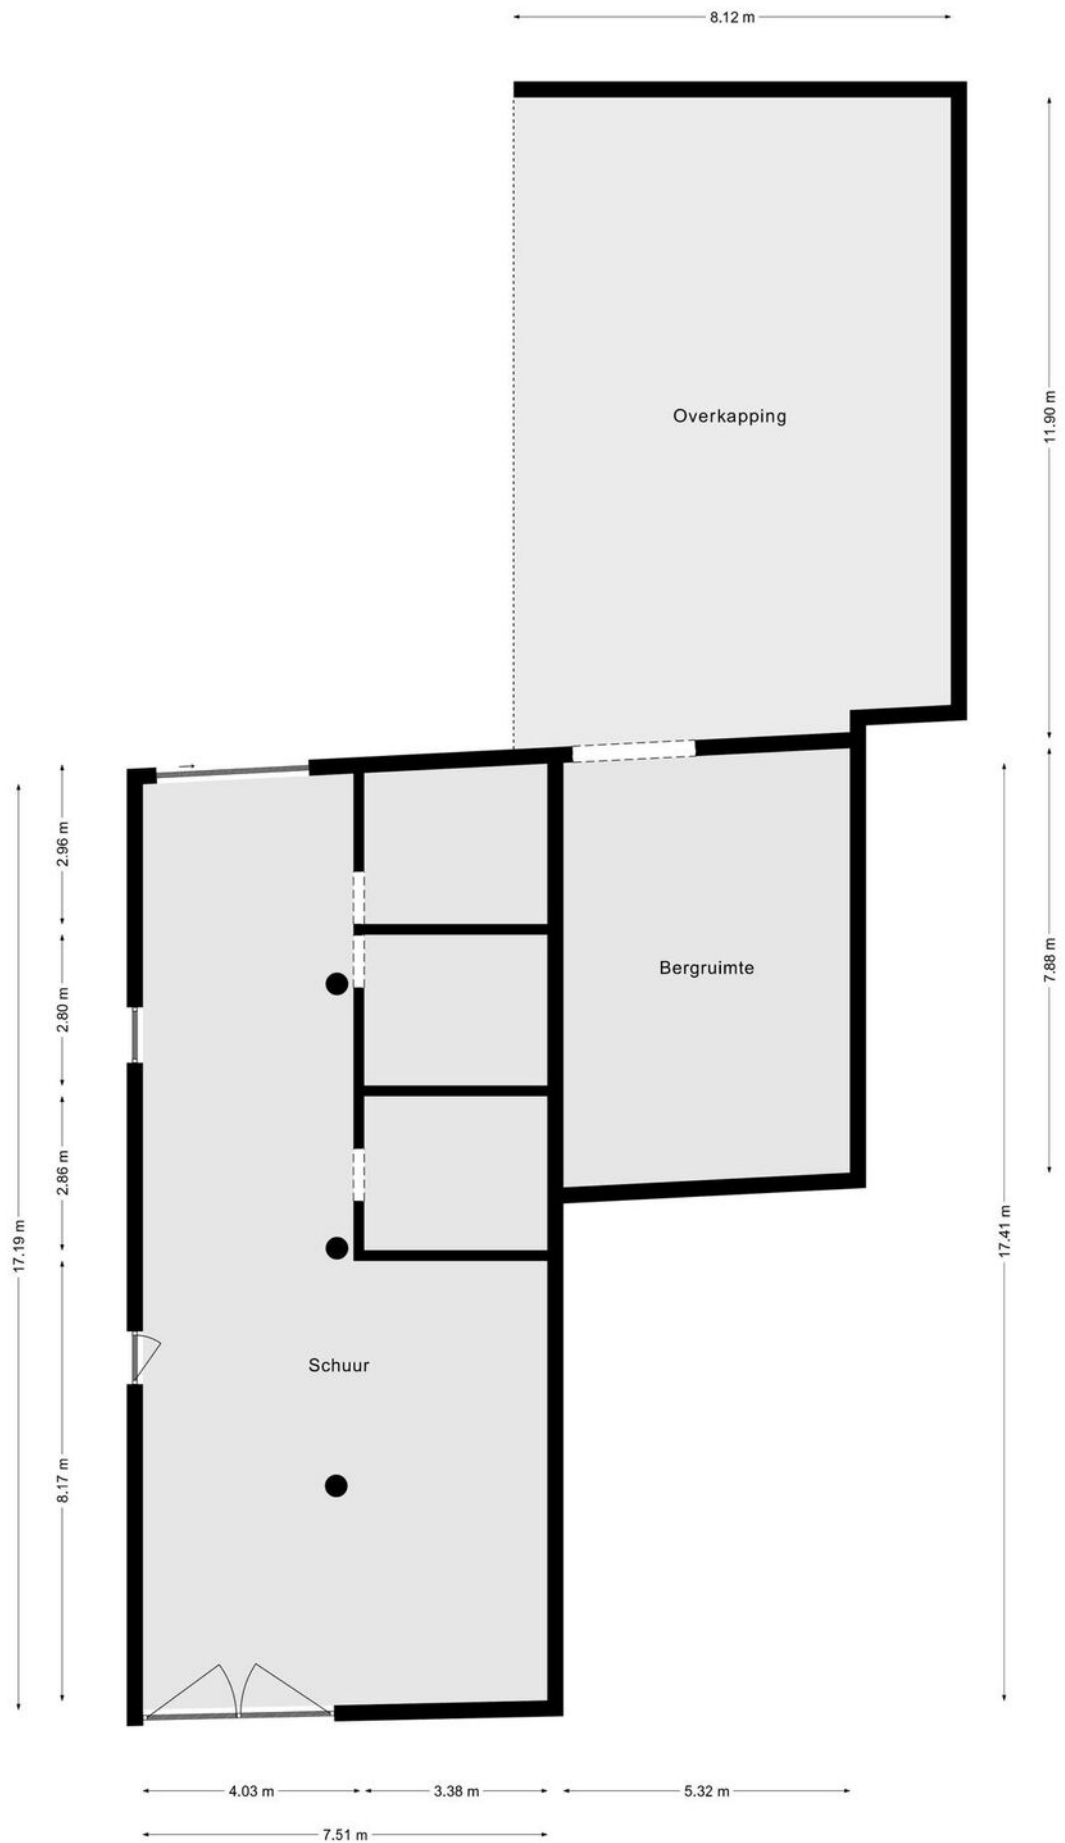 8.12 m
Overkapping
11.90 m
2.96 m
2.80 m
Bergruimte
7.88 m
2.86 m
17.19 m
17.41 m
Schuur
8.17 m
4.03 m
3.38 m
5.32 m
7.51 m